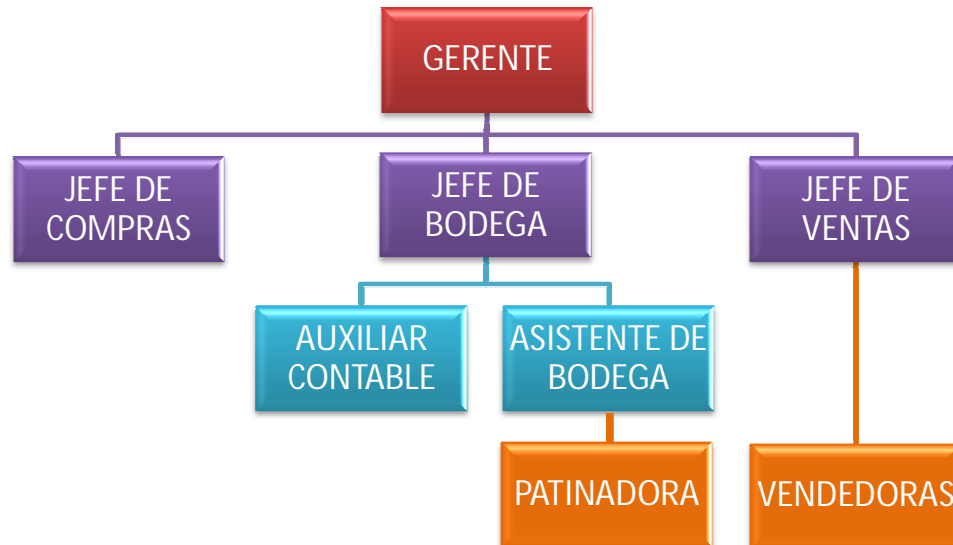 GERENTE
JEFE DE
COMPRAS
JEFE DE
BODEGA
JEFE DE
VENTAS
AUXILIAR
CONTABLE
ASISTENTE DE
BODEGA
PATINADORA
VENDEDORAS